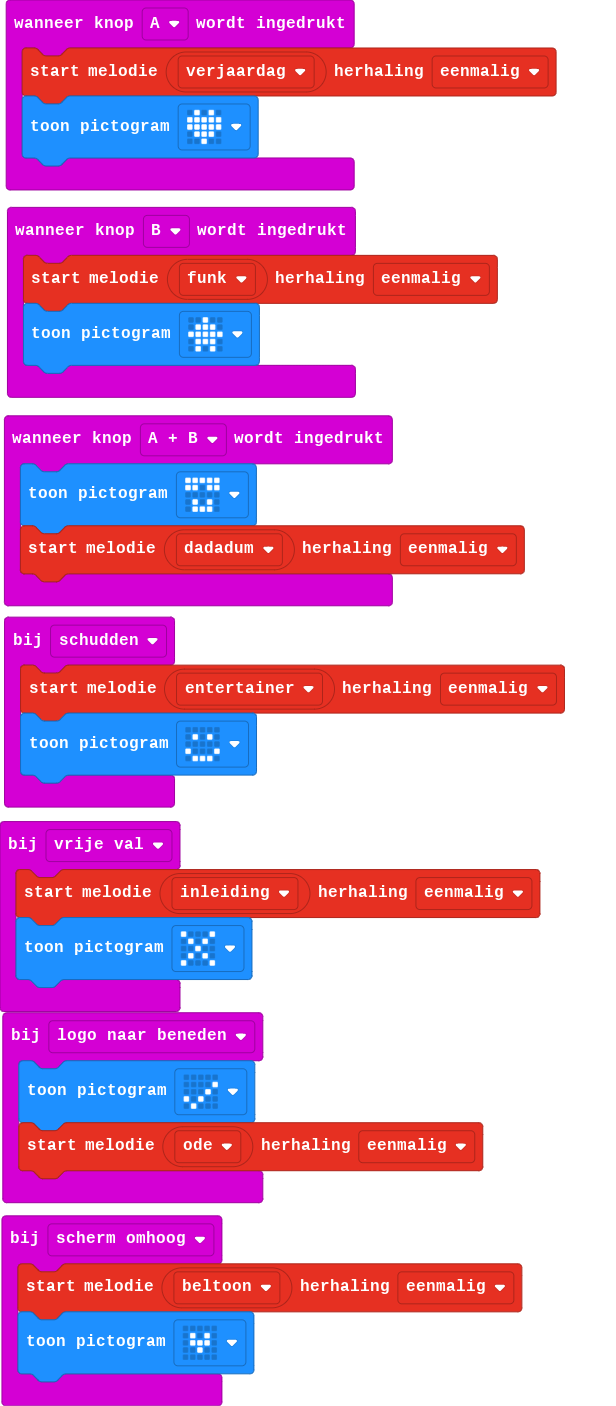 wanneer knop A wordt ingedrukt
start melodie verjaardag herhaling eenmalig
toon pictogram
wanneer knop B wordt ingedrukt
start melodie funk herhaling eenmalig
toon pictogram
wanneer knop A + B wordt ingedrukt
toon pictogram
start melodie dadadum herhaling eenmalig
bij schudden
start melodie entertainer herhaling eenmalig
toon pictogram
bij vrije val
start melodie inleiding herhaling eenmalig
toon pictogram
bij logo naar beneden
toon pictogram
start melodie ode herhaling eenmalig
bij scherm omhoog
start melodie beltoon herhaling eenmalig
toon pictogram